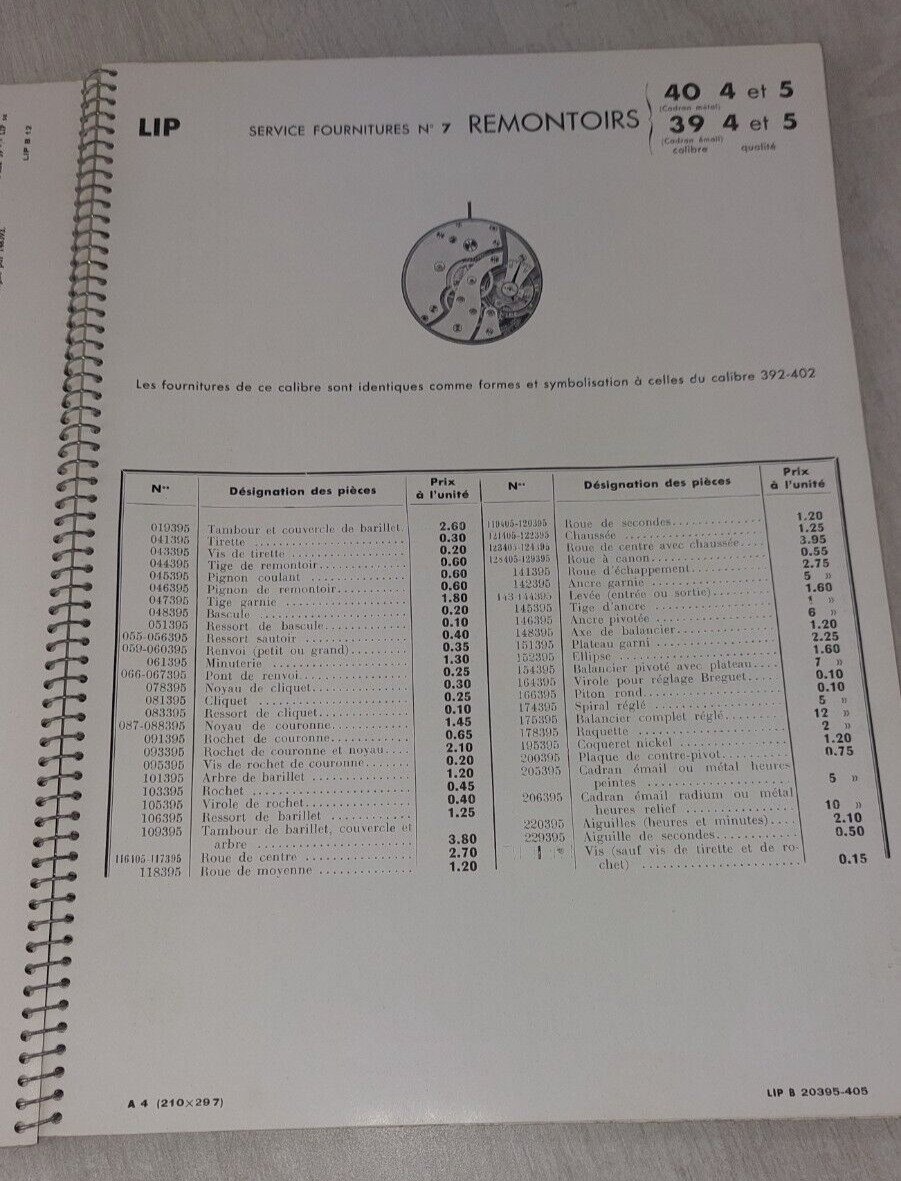 LIP
SERVICE FOURNITURES N° 7 REMONTOIRS
40 4 et 5
(Cadran métal)
39 4 et 5
(Cadran émail)
calibre qualité
Les fournitures de ce calibre sont identiques comme formes et symbolisation à celles du calibre 392-402
Nos Désignation des pièces Prix à l'unité
019395 Tambour et couvercle de barillet. 2.60
041395 Tirette 0.30
043395 Vis de tirette 0.20
044395 Tige de remontoir 0.60
045395 Pignon coulant 0.60
046395 Pignon de remontoir 0.60
047395 Tige garnie 1.80
048395 Bascule 0.20
051395 Ressort de bascule 0.10
055-056395 Ressort sautoir 0.40
059-060395 Renvoi (petit ou grand) 0.35
061395 Minuterie 1.30
066-067395 Pont de renvoi 0.25
078395 Noyau de cliquet 0.30
081395 Cliquet 0.25
083395 Ressort de cliquet 0.10
087-088395 Noyau de couronne 1.45
091395 Rochet de couronne 0.65
093395 Rochet de couronne et noyau 2.10
095395 Vis de rochet de couronne 0.20
101395 Arbre de barillet 1.20
103395 Rochet 0.45
105395 Virole de rochet 0.40
106395 Ressort de barillet 1.25
109395 Tambour de barillet, couvercle et
arbre 3.80
116405-117395 Roue de centre 2.70
118395 Roue de moyenne 1.20
Nos Désignation des pièces Prix à l'unité
119405-120395 Roue de secondes 1.20
121405-122395 Chaussée 1.25
123405-124395 Roue de centre avec chaussée 3.95
128405-129395 Roue à canon 0.55
141395 Roue d'échappement 2.75
142395 Ancre garnie 5 »
143-144395 Levée (entrée ou sortie) 1.60
145395 Tige d'ancre 1 »
146395 Ancre pivotée 6 »
148395 Axe de balancier 1.20
151395 Plateau garni 2.25
152395 Ellipse 1.60
154395 Balancier pivoté avec plateau 7 »
164395 Virole pour réglage Breguet 0.10
166395 Piton rond 0.10
174395 Spiral réglé 5 »
175395 Balancier complet réglé 12 »
178395 Raquette 2 »
195395 Coqueret nickel 1.20
200395 Plaque de contre-pivot 0.75
205395 Cadran émail ou métal heures
peintes 5 »
206395 Cadran émail radium ou métal
heures relief 10 »
220395 Aiguilles (heures et minutes) 2.10
229395 Aiguille de secondes 0.50
Vis (sauf vis de tirette et de ro-
chet) 0.15
A 4 (210×297)
LIP B 20395-405
LIP B 12